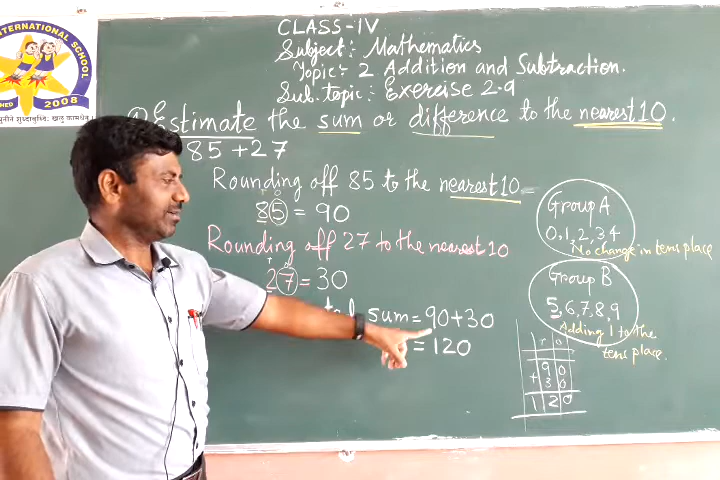 INTERNATIONAL SCHOOL
2008
CLASS-IV
Subject:- Mathematics
Topic:- 2 Addition and Subtraction.
Sub. topic:- Exercise 2.9
Estimate the sum or difference to the nearest 10.
85 + 27
Rounding off 85 to the nearest 10
T O
85 = 90
Rounding off 27 to the nearest 10
T O
27 = 30
sum = 90+30
= 120
Group A
0,1,2,3 4
No change in tens place
Group B
5,6,7,8,9
Adding 1 to the
tens place.
T O
9 0
+ 3 0
1 2 0